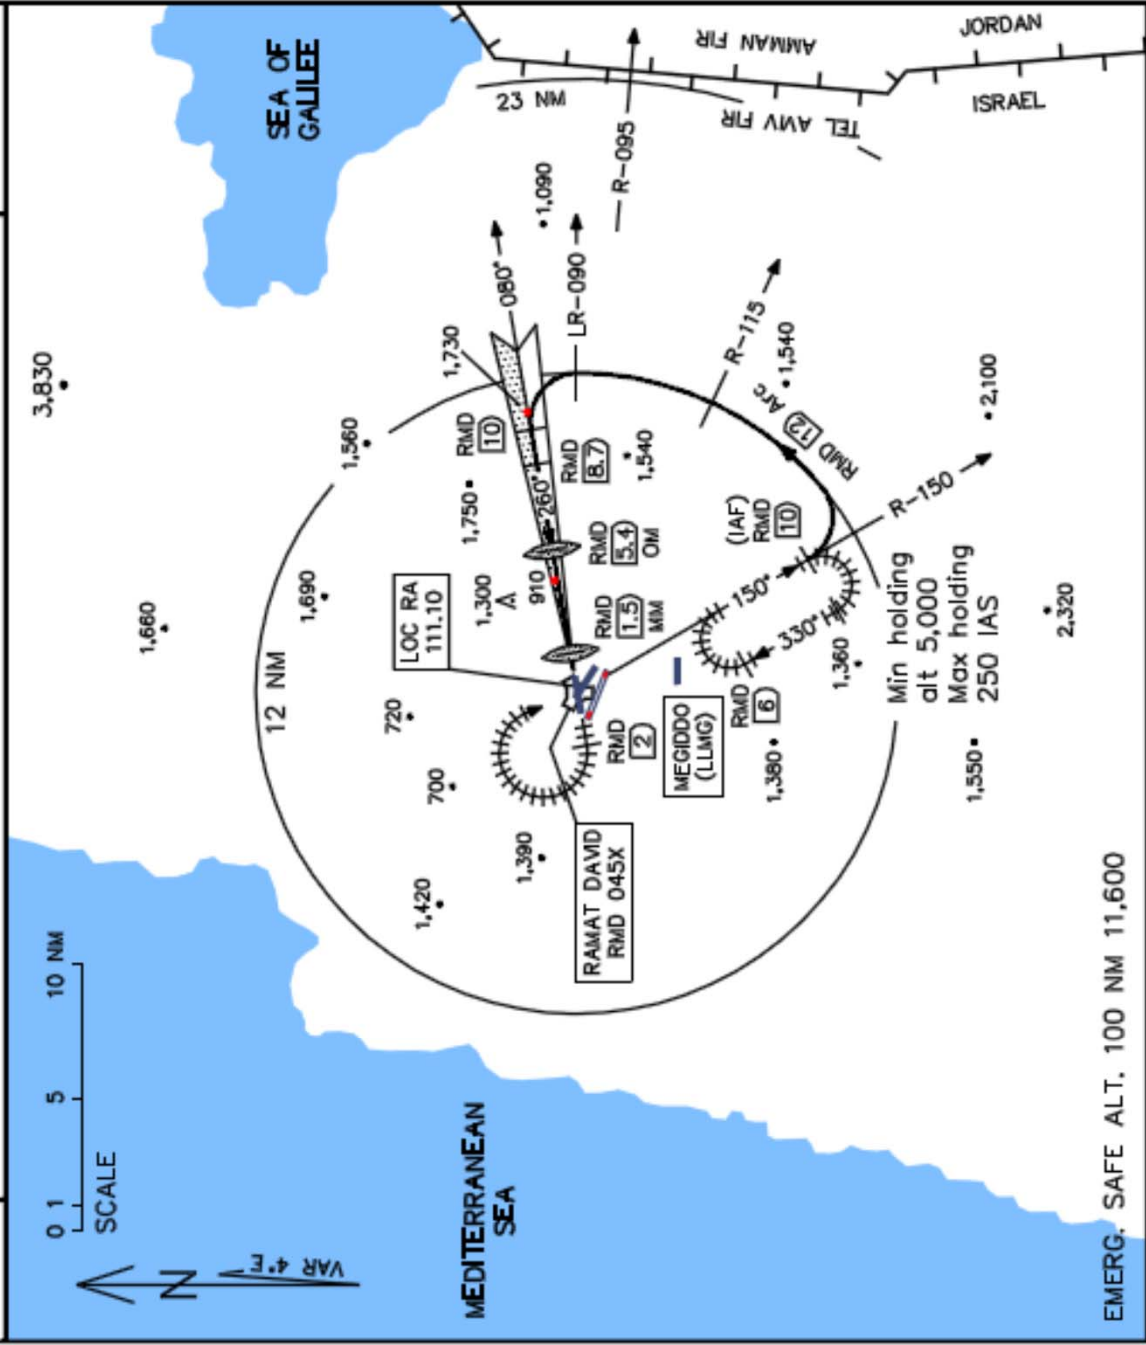 SEA OF
GALILEE
JORDAN
AMMAN FIR
TEL AVIV FIR
ISRAEL
23 NM
R-095
3,830
1,090
080°
LR-090
1,730
R-115
1,540
1,560
RMD
10
RMD
8.7
1,540
RMD 12 Arc
2,100
1,750
260°
RMD
5.4
OM
(IAF)
RMD
10
R-150
1,660
1,690
1,300
910
RMD
1.5
MM
150°
330°
2,320
LOC RA
111.10
1,360
Min holding
alt 5,000
Max holding
250 IAS
12 NM
720
RMD
2
MEGIDDO
(LLMG)
RMD
6
700
1,380
1,550
1,390
1,420
RAMAT DAVID
RMD 045X
0 1 5 10 NM
SCALE
N
VAR 4°E
MEDITERRANEAN
SEA
EMERG. SAFE ALT. 100 NM 11,600